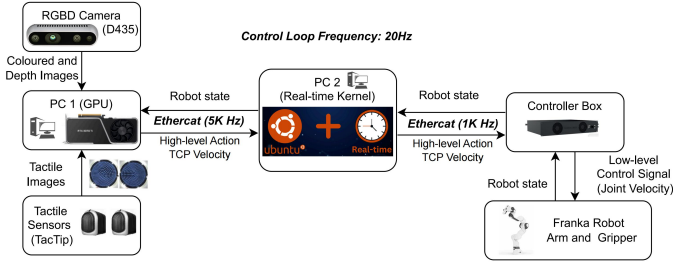 RGBD Camera
(D435)
Control Loop Frequency: 20Hz
Coloured and
Depth Images
PC 1 (GPU)
Robot state
Ethercat (5K Hz)
High-level Action
TCP Velocity
PC 2
(Real-time Kernel)
ubuntu
Real-time
Robot state
Ethercat (1K Hz)
High-level Action
TCP Velocity
Controller Box
Tactile
Images
Low-level
Control Signal
(Joint Velocity)
Robot state
Tactile
Sensors
(TacTip)
Franka Robot
Arm and Gripper